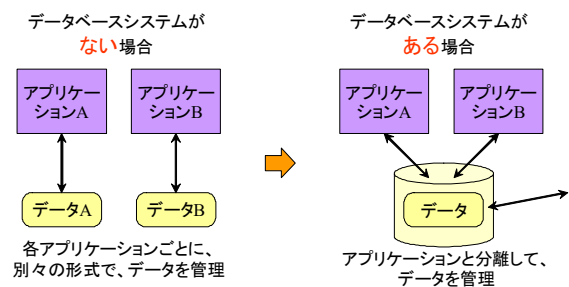 データベースシステムが
ない場合
アプリケー
ションA
アプリケー
ションB
データA
データB
各アプリケーションごとに、
別々の形式で、データを管理
データベースシステムが
ある場合
アプリケー
ションA
アプリケー
ションB
データ
アプリケーションと分離して、
データを管理